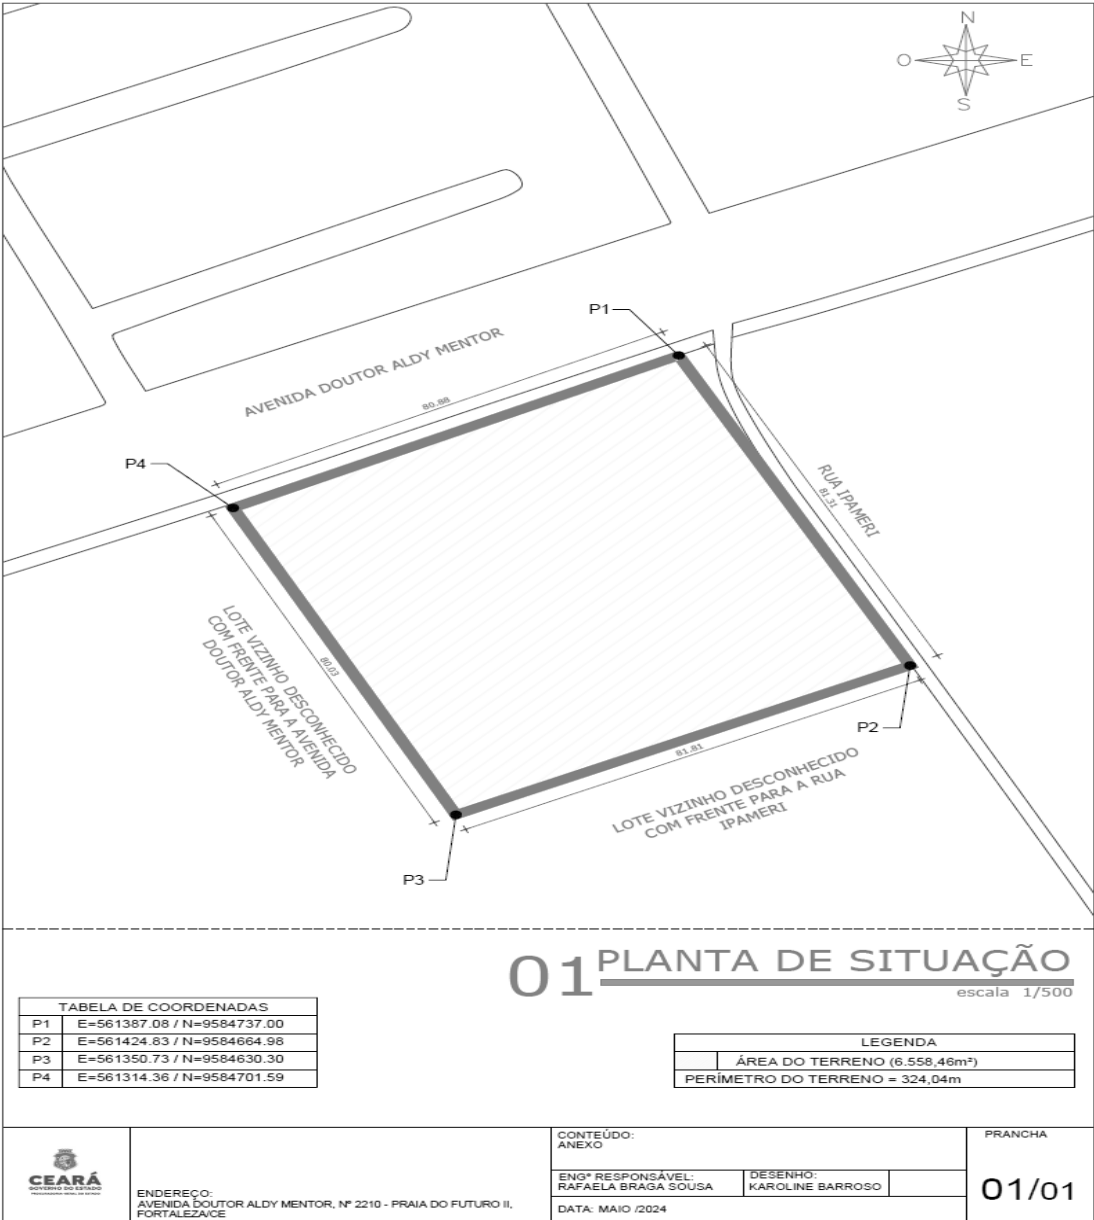 N
O
E
S
P1
AVENIDA DOUTOR ALDY MENTOR
80.88
P4
RUA IPAMERI
81.31
LOTE VIZINHO DESCONHECIDO
COM FRENTE PARA A AVENIDA
DOUTOR ALDY MENTOR
80.03
P2
81.81
LOTE VIZINHO DESCONHECIDO
COM FRENTE PARA A RUA
IPAMERI
P3
01 PLANTA DE SITUAÇÃO
escala 1/500
TABELA DE COORDENADAS
P1 E=561387.08 / N=9584737.00
P2 E=561424.83 / N=9584664.98
P3 E=561350.73 / N=9584630.30
P4 E=561314.36 / N=9584701.59
LEGENDA
ÁREA DO TERRENO (6.558,46m²)
PERÍMETRO DO TERRENO = 324,04m
CEARÁ
GOVERNO DO ESTADO
PROCURADORIA GERAL DO ESTADO
ENDEREÇO:
AVENIDA DOUTOR ALDY MENTOR, Nº 2210 - PRAIA DO FUTURO II,
FORTALEZA/CE
CONTEÚDO:
ANEXO
ENGª RESPONSÁVEL:
RAFAELA BRAGA SOUSA
DESENHO:
KAROLINE BARROSO
DATA: MAIO /2024
PRANCHA
01/01